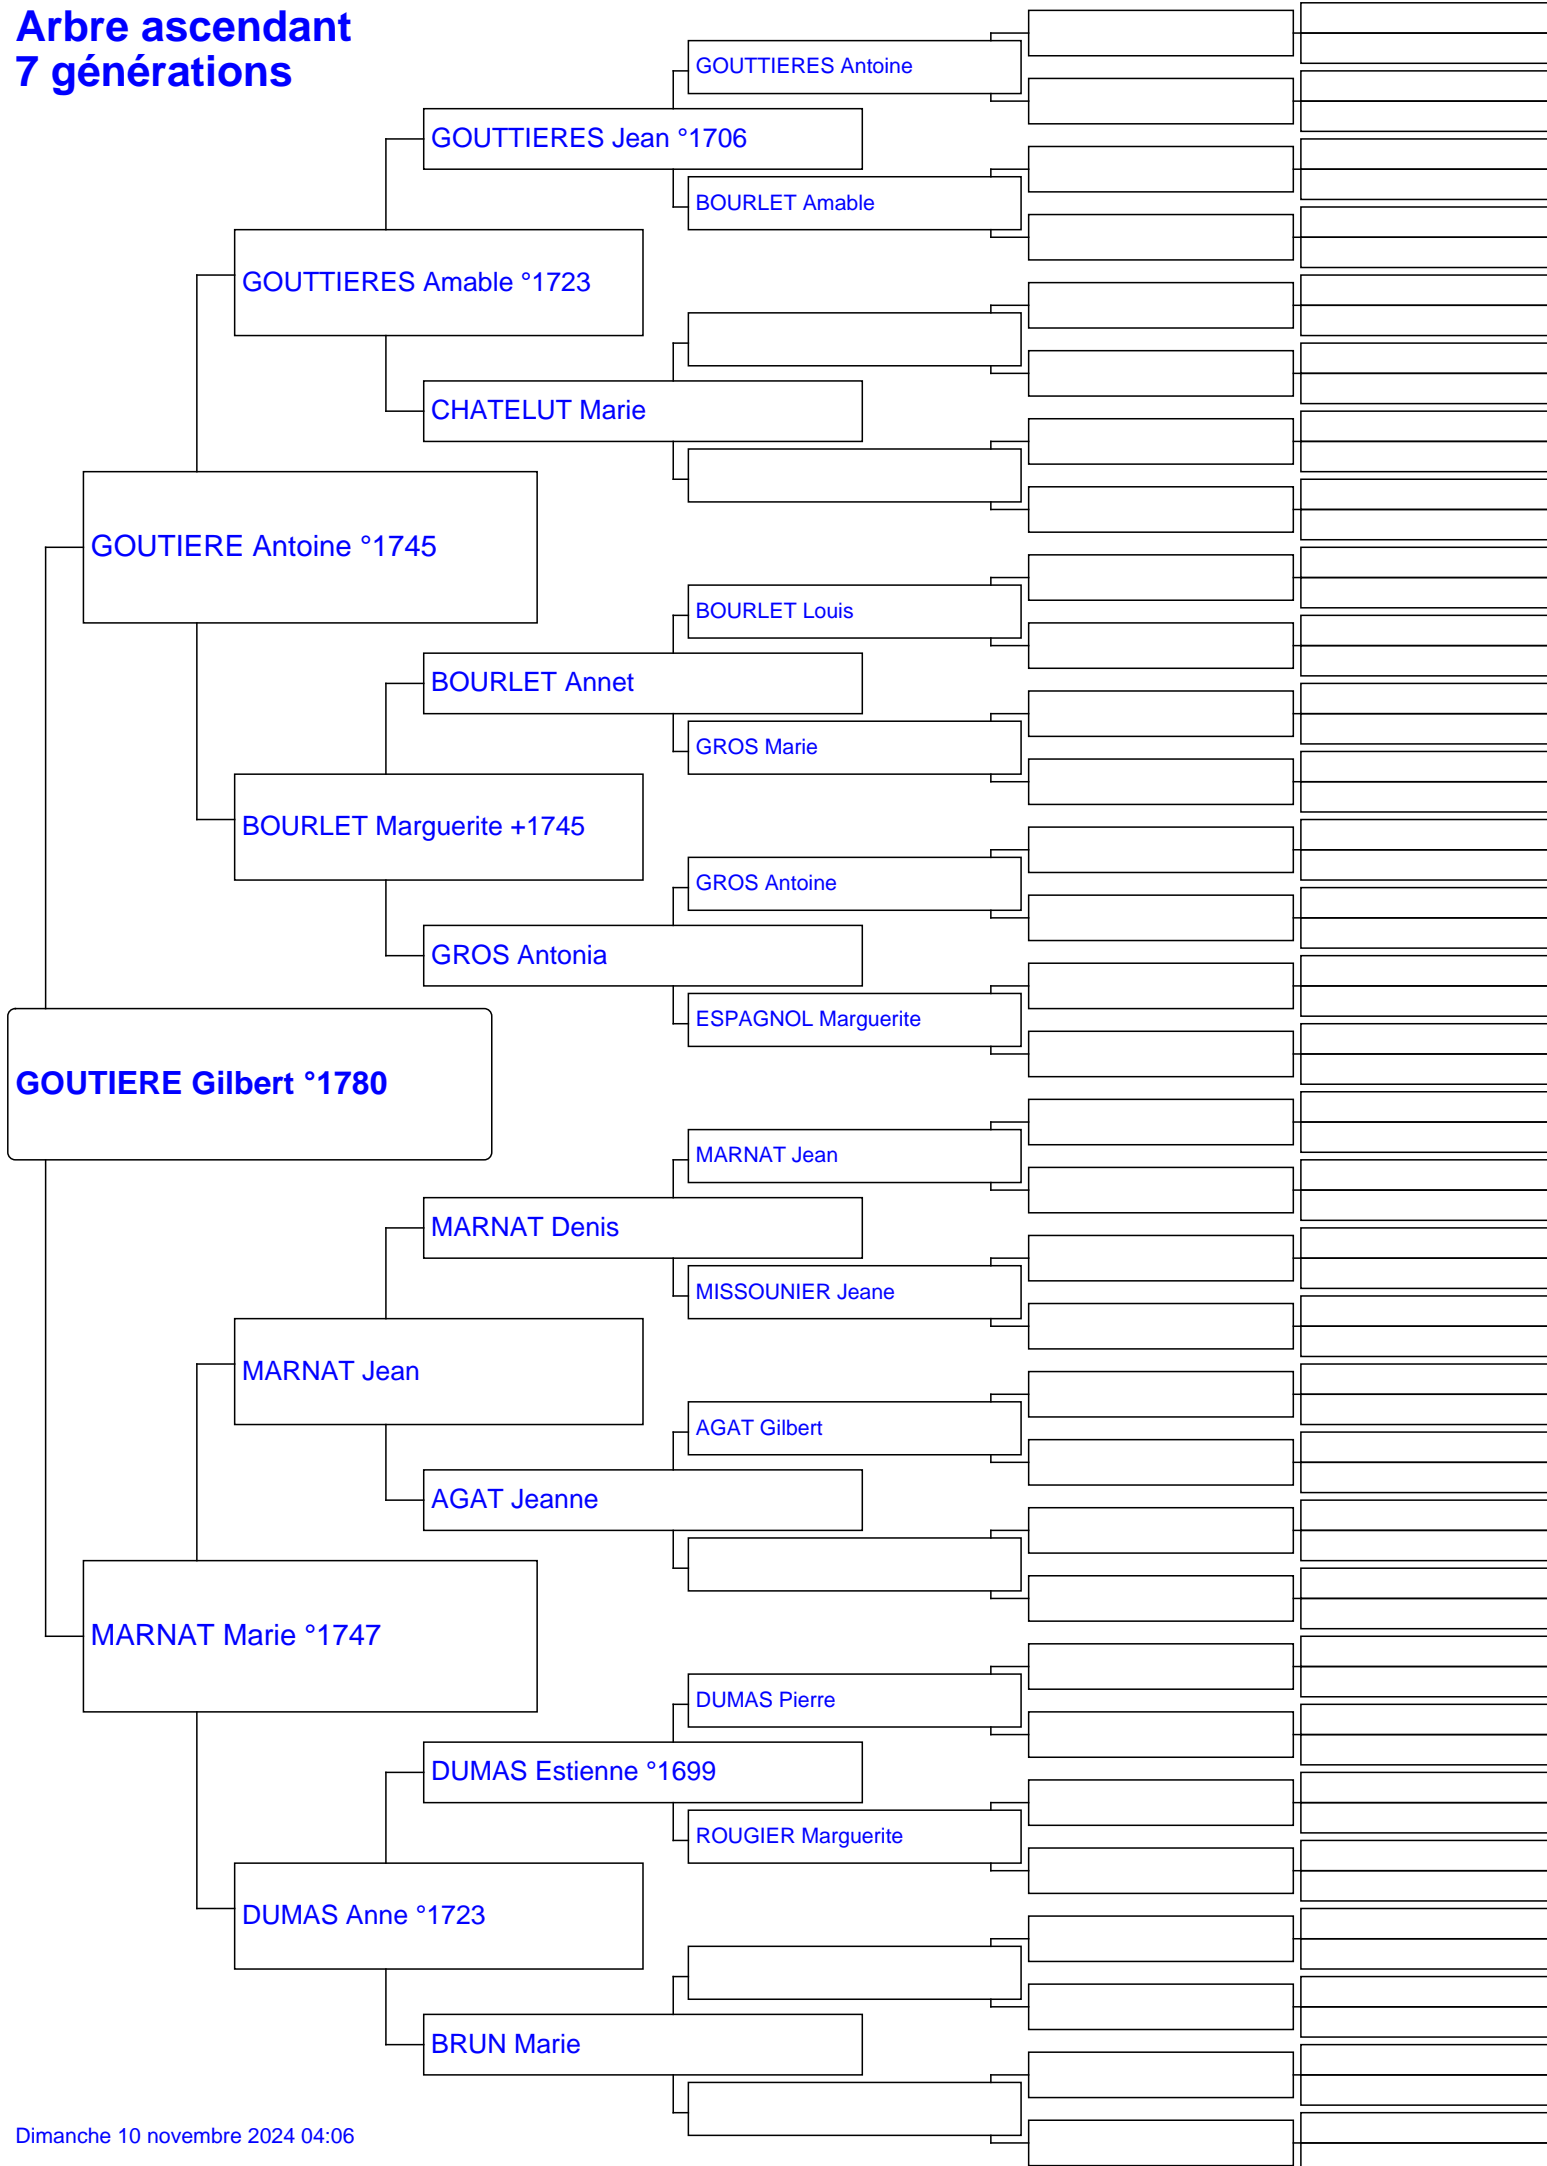 Arbre ascendant
7 générations
GOUTTIERES Antoine
GOUTTIERES Jean °1706
BOURLET Amable
GOUTTIERES Amable °1723
CHATELUT Marie
GOUTIERE Antoine °1745
BOURLET Louis
BOURLET Annet
GROS Marie
BOURLET Marguerite +1745
GROS Antoine
GROS Antonia
ESPAGNOL Marguerite
GOUTIERE Gilbert °1780
MARNAT Jean
MARNAT Denis
MISSOUNIER Jeane
MARNAT Jean
AGAT Gilbert
AGAT Jeanne
MARNAT Marie °1747
DUMAS Pierre
DUMAS Estienne °1699
ROUGIER Marguerite
DUMAS Anne °1723
BRUN Marie
Dimanche 10 novembre 2024 04:06